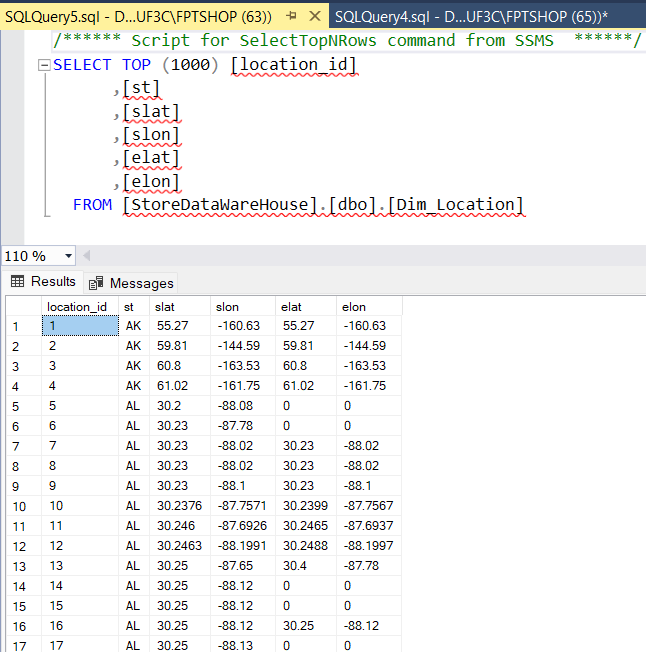 SQLQuery5.sql - D...UF3C\FPTSHOP (63)) SQLQuery4.sql - D...UF3C\FPTSHOP (65))*
/****** Script for SelectTopNRows command from SSMS ******/
SELECT TOP (1000) [location_id]
,[st]
,[slat]
,[slon]
,[elat]
,[elon]
FROM [StoreDataWareHouse].[dbo].[Dim_Location]
110 %
Results Messages
location_id st slat slon elat elon
1 1 AK 55.27 -160.63 55.27 -160.63
2 2 AK 59.81 -144.59 59.81 -144.59
3 3 AK 60.8 -163.53 60.8 -163.53
4 4 AK 61.02 -161.75 61.02 -161.75
5 5 AL 30.2 -88.08 0 0
6 6 AL 30.23 -87.78 0 0
7 7 AL 30.23 -88.02 30.23 -88.02
8 8 AL 30.23 -88.02 30.23 -88.02
9 9 AL 30.23 -88.1 30.23 -88.1
10 10 AL 30.2376 -87.7571 30.2399 -87.7567
11 11 AL 30.246 -87.6926 30.2465 -87.6937
12 12 AL 30.2463 -88.1991 30.2488 -88.1997
13 13 AL 30.25 -87.65 30.4 -87.78
14 14 AL 30.25 -88.12 0 0
15 15 AL 30.25 -88.12 0 0
16 16 AL 30.25 -88.12 30.25 -88.12
17 17 AL 30.25 -88.13 0 0